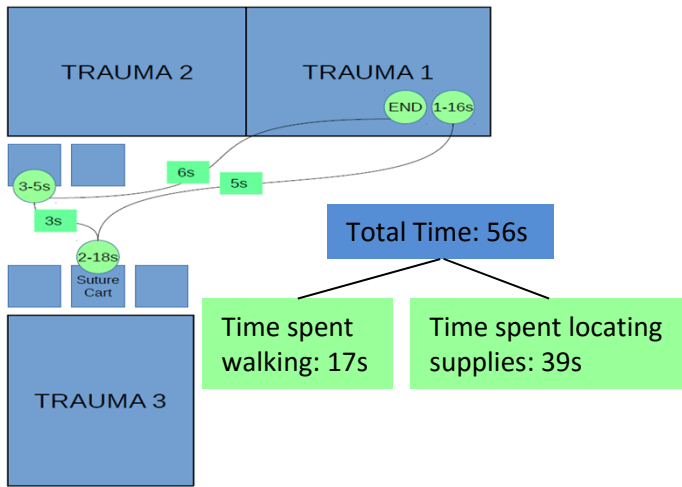 TRAUMA 2
TRAUMA 1
END
1-16s
6s
5s
3-5s
3s
2-18s
Suture
Cart
Total Time: 56s
Time spent
walking: 17s
Time spent locating
supplies: 39s
TRAUMA 3